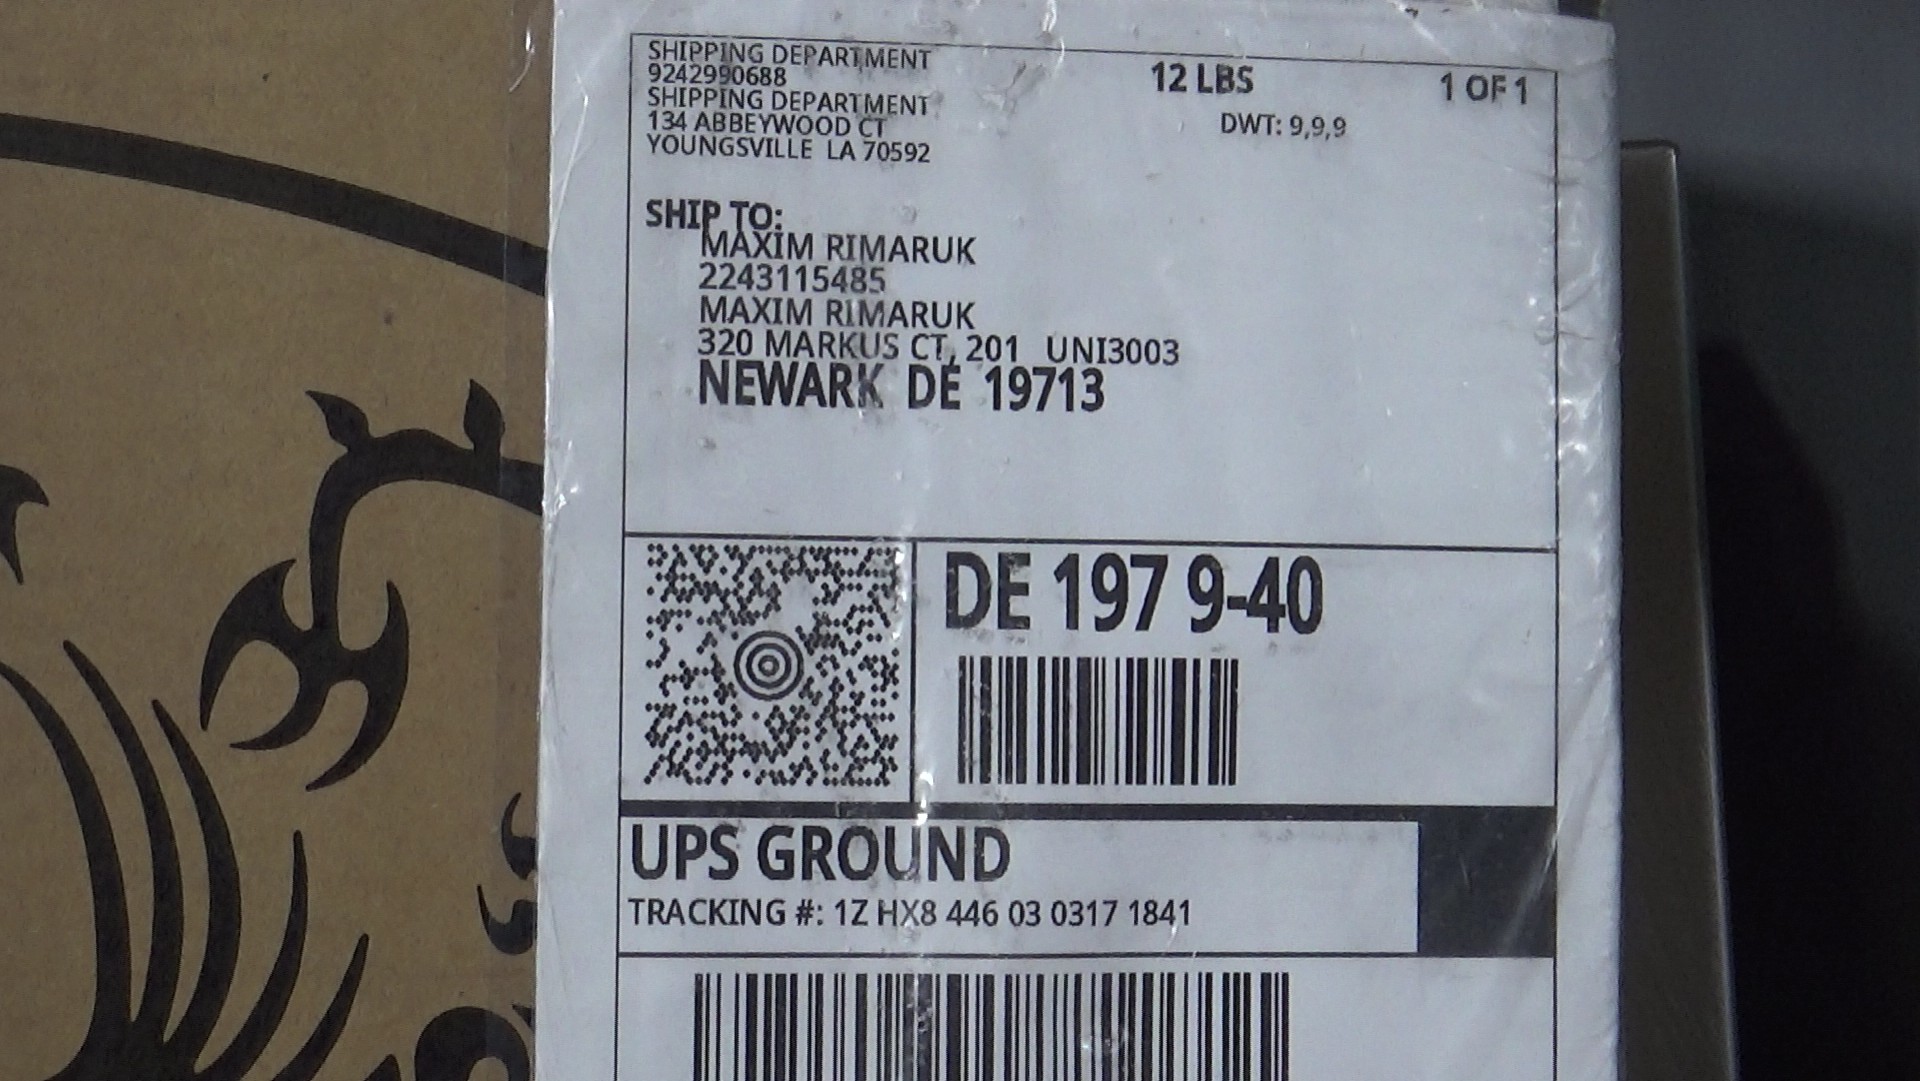 SHIPPING DEPARTMENT
9242990688
SHIPPING DEPARTMENT
134 ABBEYWOOD CT
YOUNGSVILLE LA 70592
12 LBS
1 OF 1
DWT: 9,9,9
SHIP TO:
MAXIM RIMARUK
2243115485
MAXIM RIMARUK
320 MARKUS CT, 201 UNI3003
NEWARK DE 19713
DE 197 9-40
UPS GROUND
TRACKING #: 1Z HX8 446 03 0317 1841